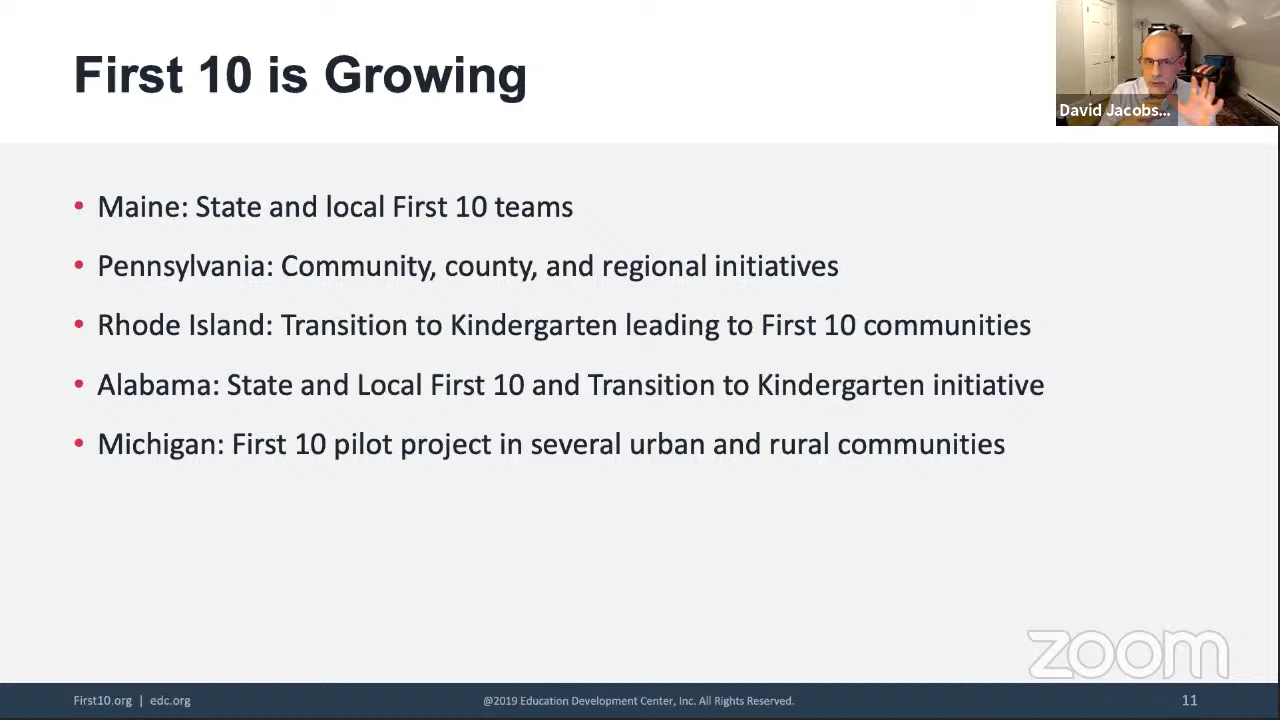 First 10 is Growing
David Jacobs...
• Maine: State and local First 10 teams
• Pennsylvania: Community, county, and regional initiatives
• Rhode Island: Transition to Kindergarten leading to First 10 communities
• Alabama: State and Local First 10 and Transition to Kindergarten initiative
• Michigan: First 10 pilot project in several urban and rural communities
zoom
First10.org | edc.org
@2019 Education Development Center, Inc. All Rights Reserved.
11